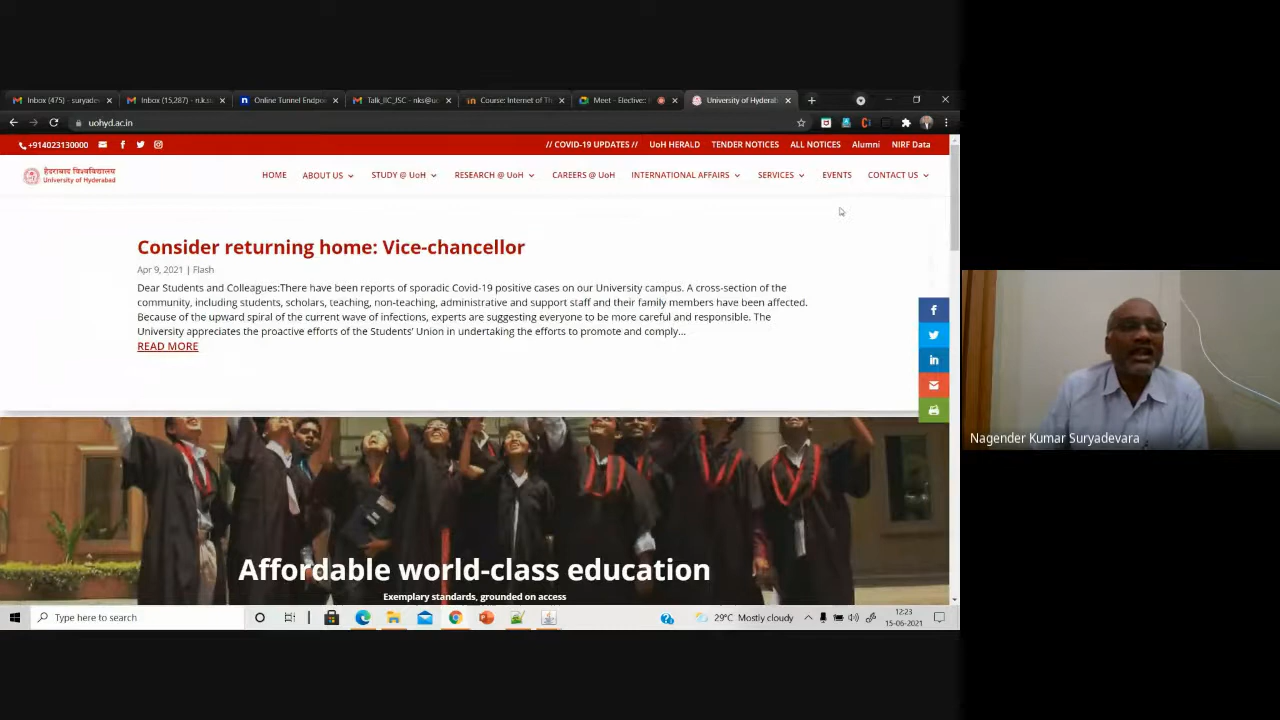 Inbox (475) - suryade
Inbox (15,287) - n.k.su
Online Tunnel Endpo
Talk_IIC_JSC - nks@uo
Course: Internet of Th
Meet – Elective::
University of Hyderab
uohyd.ac.in
+914023130000
// COVID-19 UPDATES //
UoH HERALD
TENDER NOTICES
ALL NOTICES
Alumni
NIRF Data
हैदराबाद विश्वविद्यालय
University of Hyderabad
HOME
ABOUT US
STUDY @ UoH
RESEARCH @ UoH
CAREERS @ UoH
INTERNATIONAL AFFAIRS
SERVICES
EVENTS
CONTACT US
Consider returning home: Vice-chancellor
Apr 9, 2021 | Flash
Dear Students and Colleagues:There have been reports of sporadic Covid-19 positive cases on our University campus. A cross-section of the
community, including students, scholars, teaching, non-teaching, administrative and support staff and their family members have been affected.
Because of the upward spiral of the current wave of infections, experts are suggesting everyone to be more careful and responsible. The
University appreciates the proactive efforts of the Students' Union in undertaking the efforts to promote and comply...
READ MORE
Affordable world-class education
Exemplary standards, grounded on access
Nagender Kumar Suryadevara
Type here to search
29°C Mostly cloudy
12:23
15-06-2021